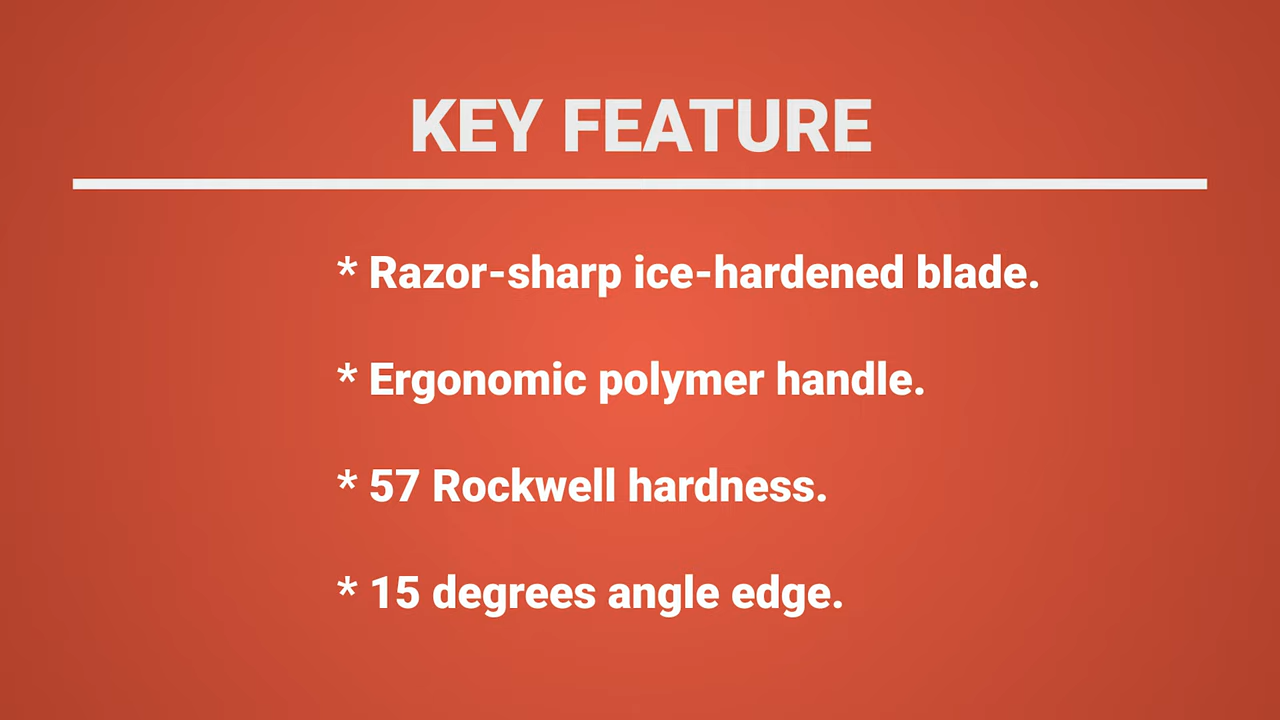 KEY FEATURE
* Razor-sharp ice-hardened blade.
* Ergonomic polymer handle.
* 57 Rockwell hardness.
* 15 degrees angle edge.